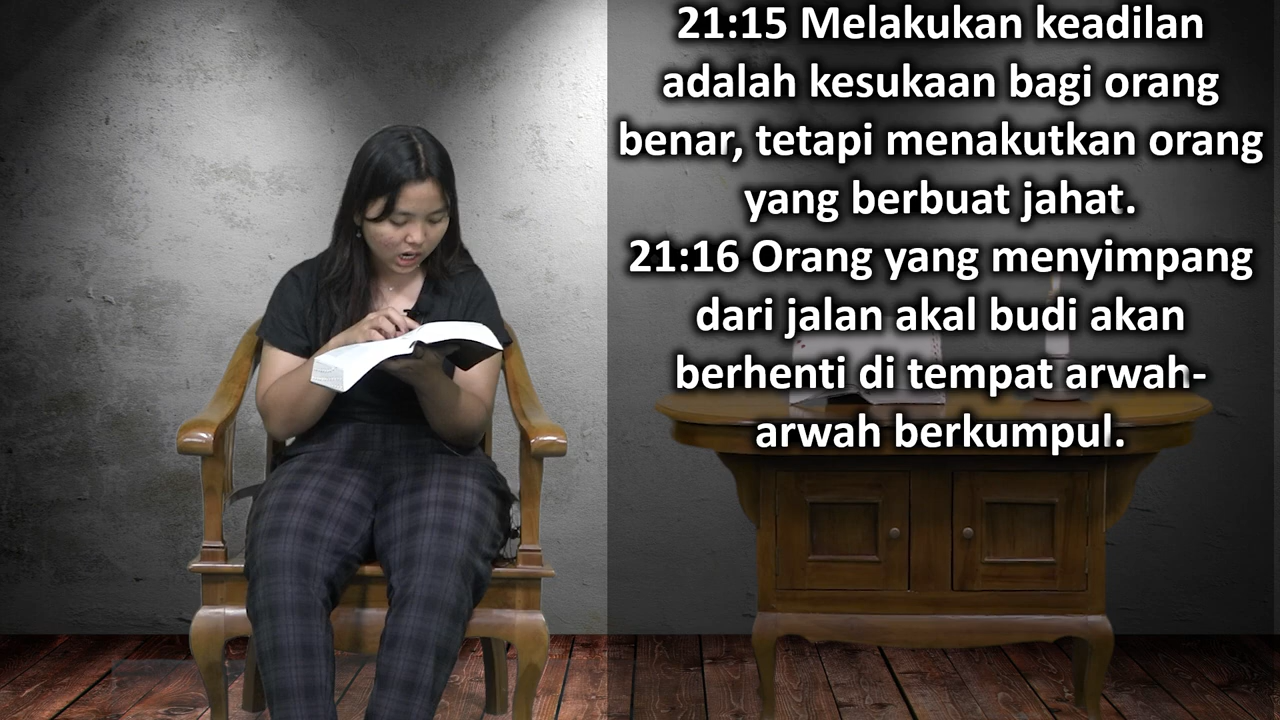 21:15 Melakukan keadilan
adalah kesukaan bagi orang
benar, tetapi menakutkan orang
yang berbuat jahat.
21:16 Orang yang menyimpang
dari jalan akal budi akan
berhenti di tempat arwah-
arwah berkumpul.